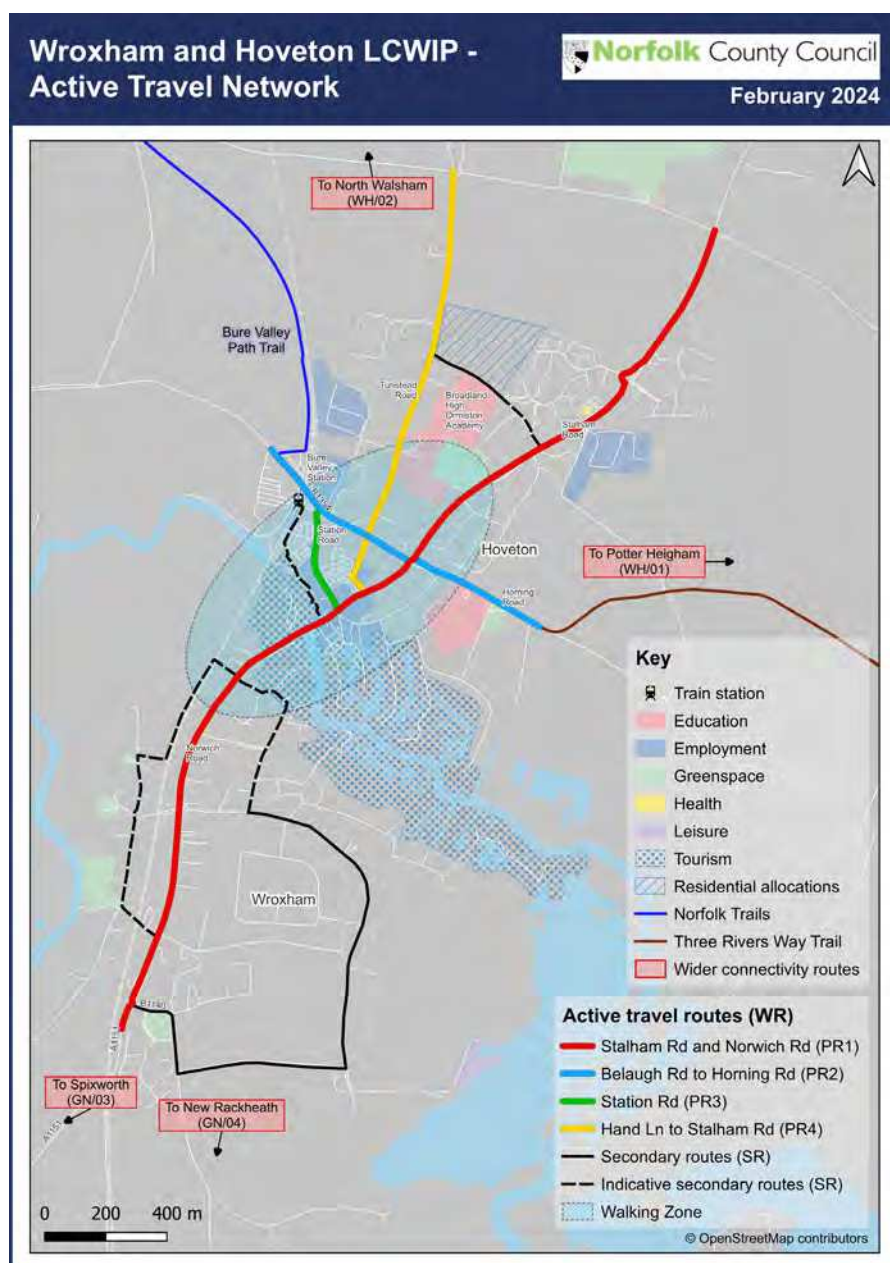 Wroxham and Hoveton LCWIP -
Active Travel Network
Norfolk County Council
February 2024
To North Walsham
(WH/02)
Bure Valley
Path Trail
Tunstead
Road
Broadland
High
Ormiston
Academy
Stalham
Road
Bure
Valley
Station
Station
Road
Hoveton
To Potter Heigham
(WH/01)
Horning
Road
Norwich
Road
Wroxham
B1140
A1151
To Spixworth
(GN/03)
A1151
To New Rackheath
(GN/04)
Key
Train station
Education
Employment
Greenspace
Health
Leisure
Tourism
Residential allocations
Norfolk Trails
Three Rivers Way Trail
Wider connectivity routes
Active travel routes (WR)
Stalham Rd and Norwich Rd (PR1)
Belaugh Rd to Horning Rd (PR2)
Station Rd (PR3)
Hand Ln to Stalham Rd (PR4)
Secondary routes (SR)
Indicative secondary routes (SR)
Walking Zone
0 200 400 m
© OpenStreetMap contributors